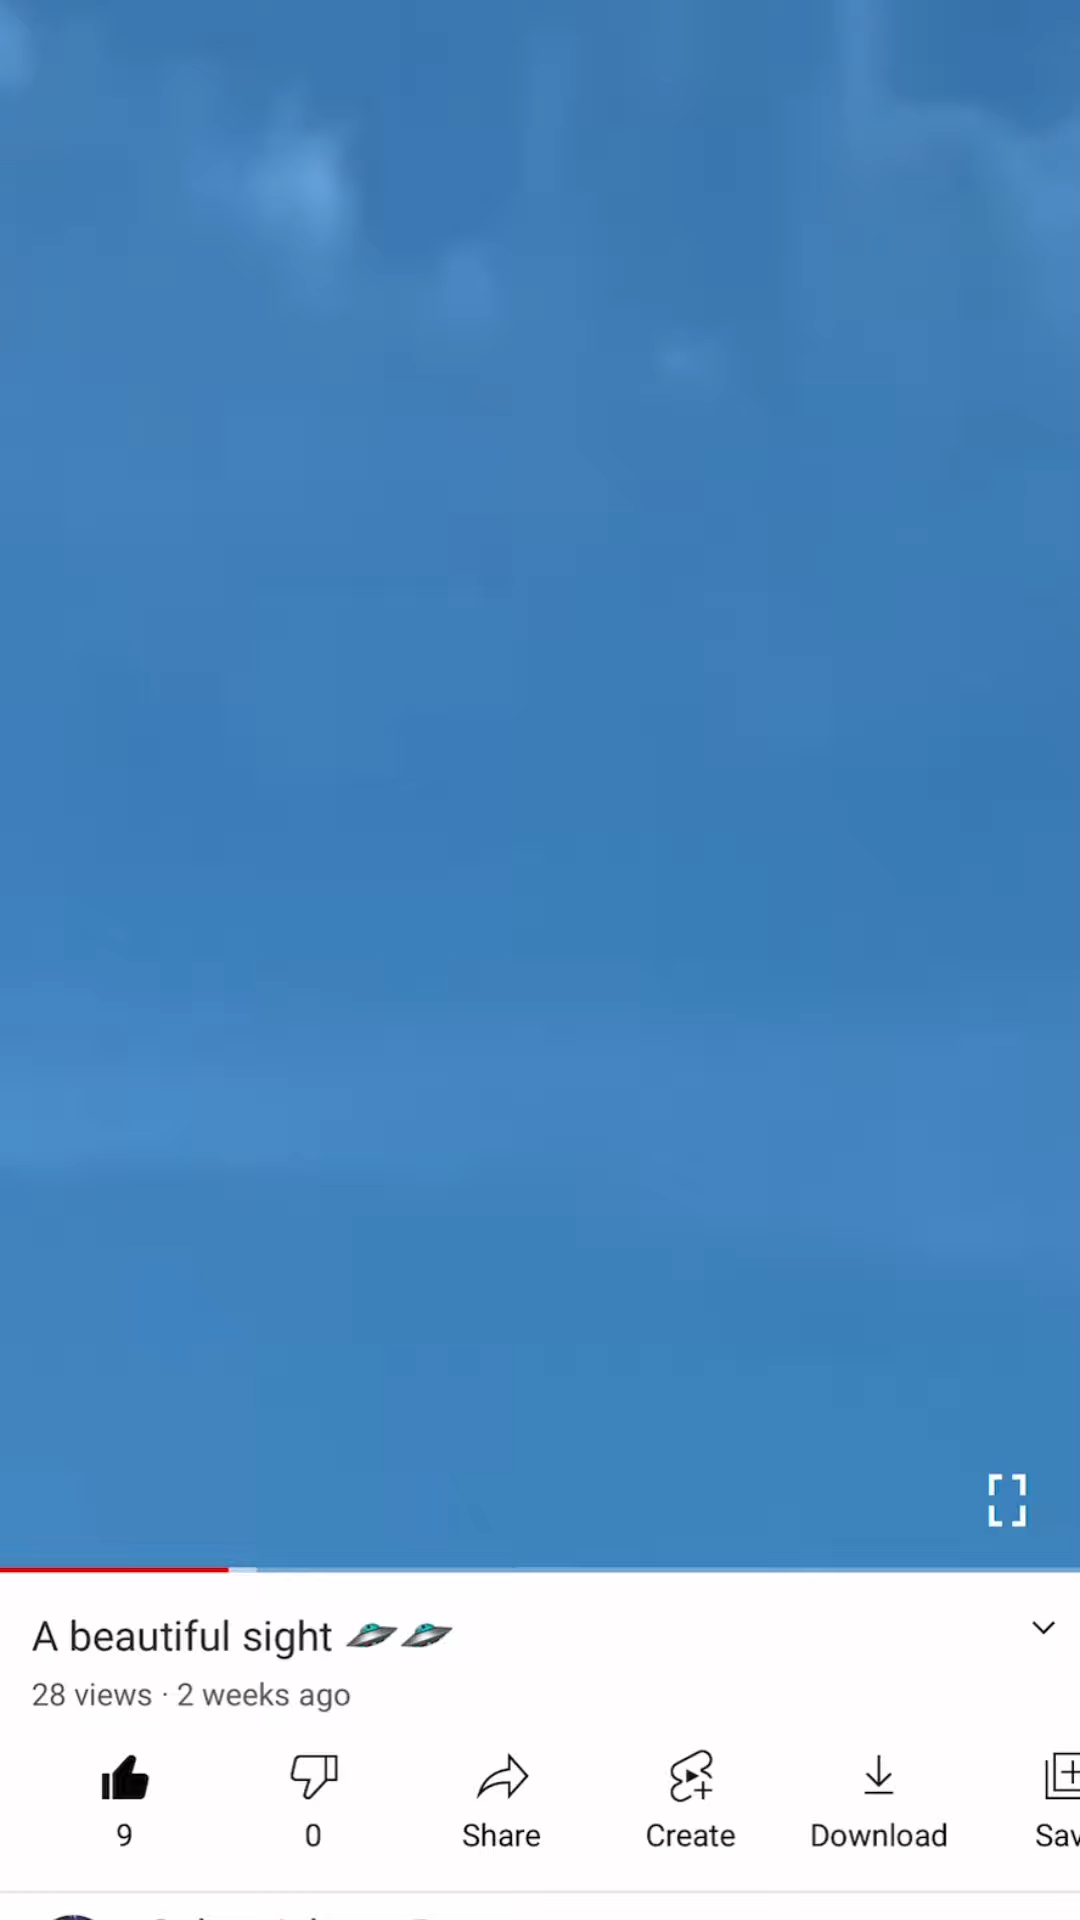 A beautiful sight 🛸🛸
28 views · 2 weeks ago
9
0
Share
Create
Download